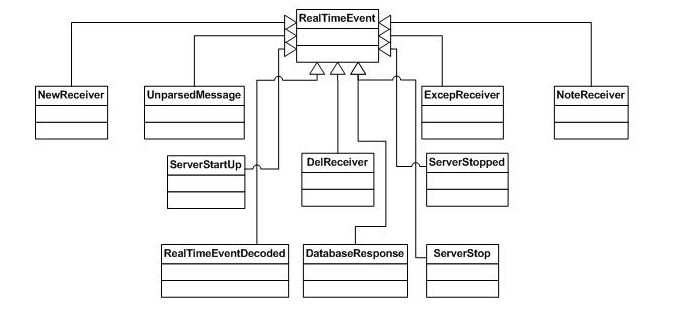 RealTimeEvent
NewReceiver
UnparsedMessage
ExcepReceiver
NoteReceiver
ServerStartUp
DelReceiver
ServerStopped
RealTimeEventDecoded
DatabaseResponse
ServerStop